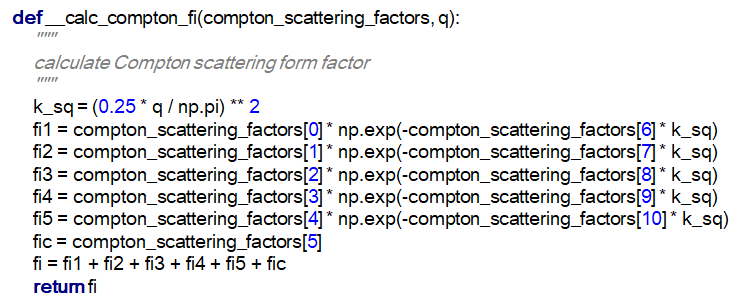 def __calc_compton_fi(compton_scattering_factors, q):
"""
calculate Compton scattering form factor
"""
k_sq = (0.25 * q / np.pi) ** 2
fi1 = compton_scattering_factors[0] * np.exp(-compton_scattering_factors[6] * k_sq)
fi2 = compton_scattering_factors[1] * np.exp(-compton_scattering_factors[7] * k_sq)
fi3 = compton_scattering_factors[2] * np.exp(-compton_scattering_factors[8] * k_sq)
fi4 = compton_scattering_factors[3] * np.exp(-compton_scattering_factors[9] * k_sq)
fi5 = compton_scattering_factors[4] * np.exp(-compton_scattering_factors[10] * k_sq)
fic = compton_scattering_factors[5]
fi = fi1 + fi2 + fi3 + fi4 + fi5 + fic
return fi